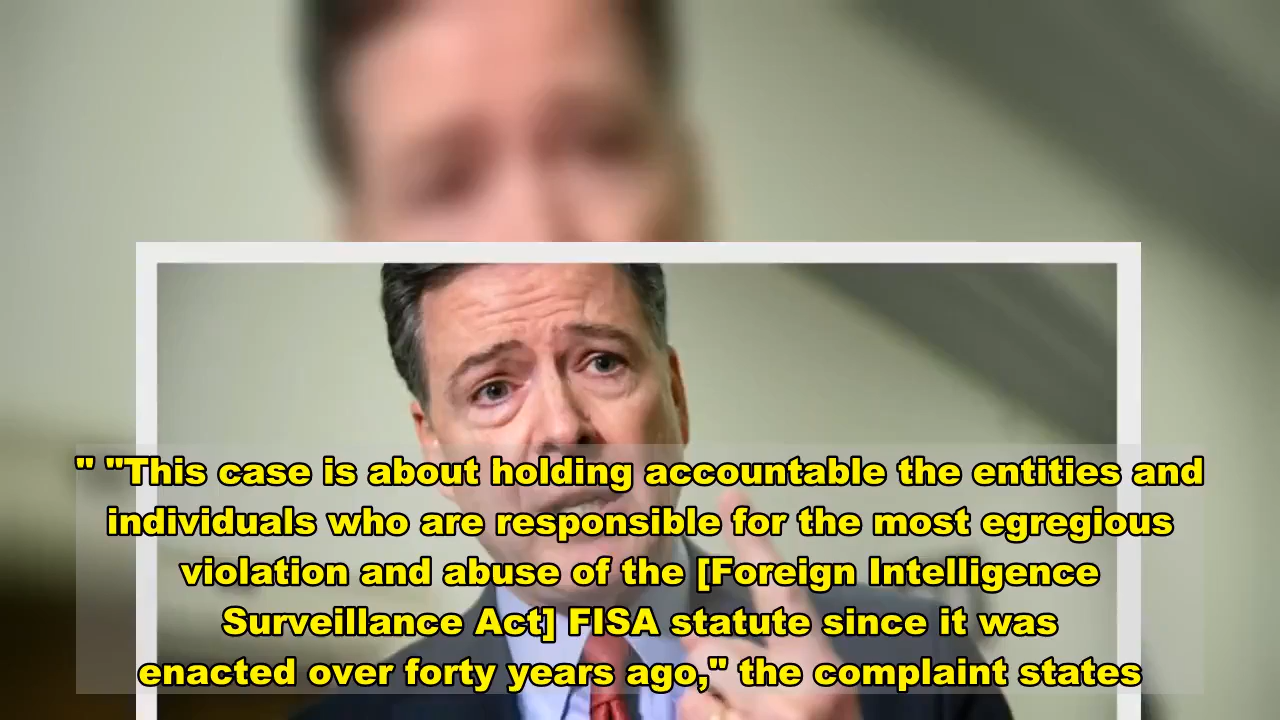 " "This case is about holding accountable the entities and
individuals who are responsible for the most egregious
violation and abuse of the [Foreign Intelligence
Surveillance Act] FISA statute since it was
enacted over forty years ago," the complaint states